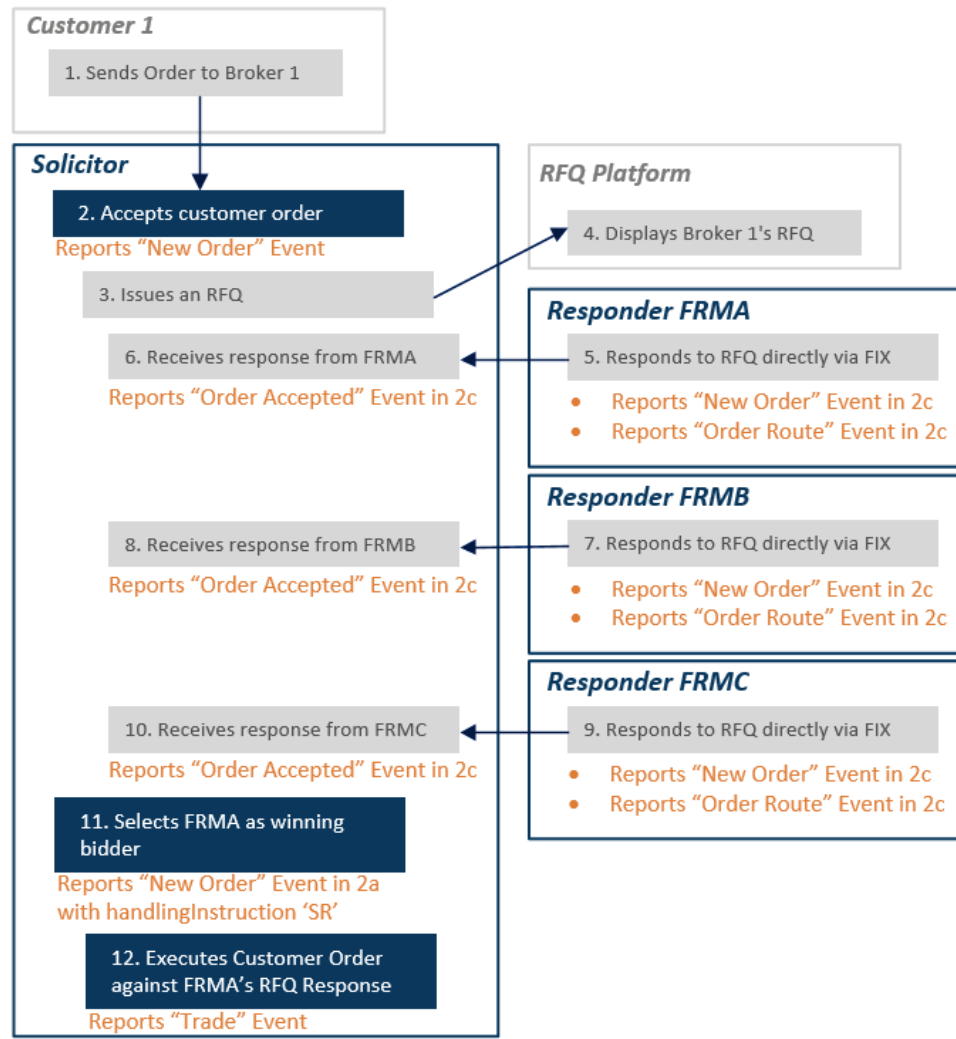 Customer 1
1. Sends Order to Broker 1
Solicitor
2. Accepts customer order
Reports “New Order” Event
3. Issues an RFQ
RFQ Platform
4. Displays Broker 1's RFQ
Responder FRMA
5. Responds to RFQ directly via FIX
• Reports “New Order” Event in 2c
• Reports “Order Route” Event in 2c
6. Receives response from FRMA
Reports “Order Accepted” Event in 2c
Responder FRMB
7. Responds to RFQ directly via FIX
• Reports “New Order” Event in 2c
• Reports “Order Route” Event in 2c
8. Receives response from FRMB
Reports “Order Accepted” Event in 2c
Responder FRMC
9. Responds to RFQ directly via FIX
• Reports “New Order” Event in 2c
• Reports “Order Route” Event in 2c
10. Receives response from FRMC
Reports “Order Accepted” Event in 2c
11. Selects FRMA as winning
bidder
Reports “New Order” Event in 2a
with handlingInstruction ‘SR’
12. Executes Customer Order
against FRMA’s RFQ Response
Reports “Trade” Event